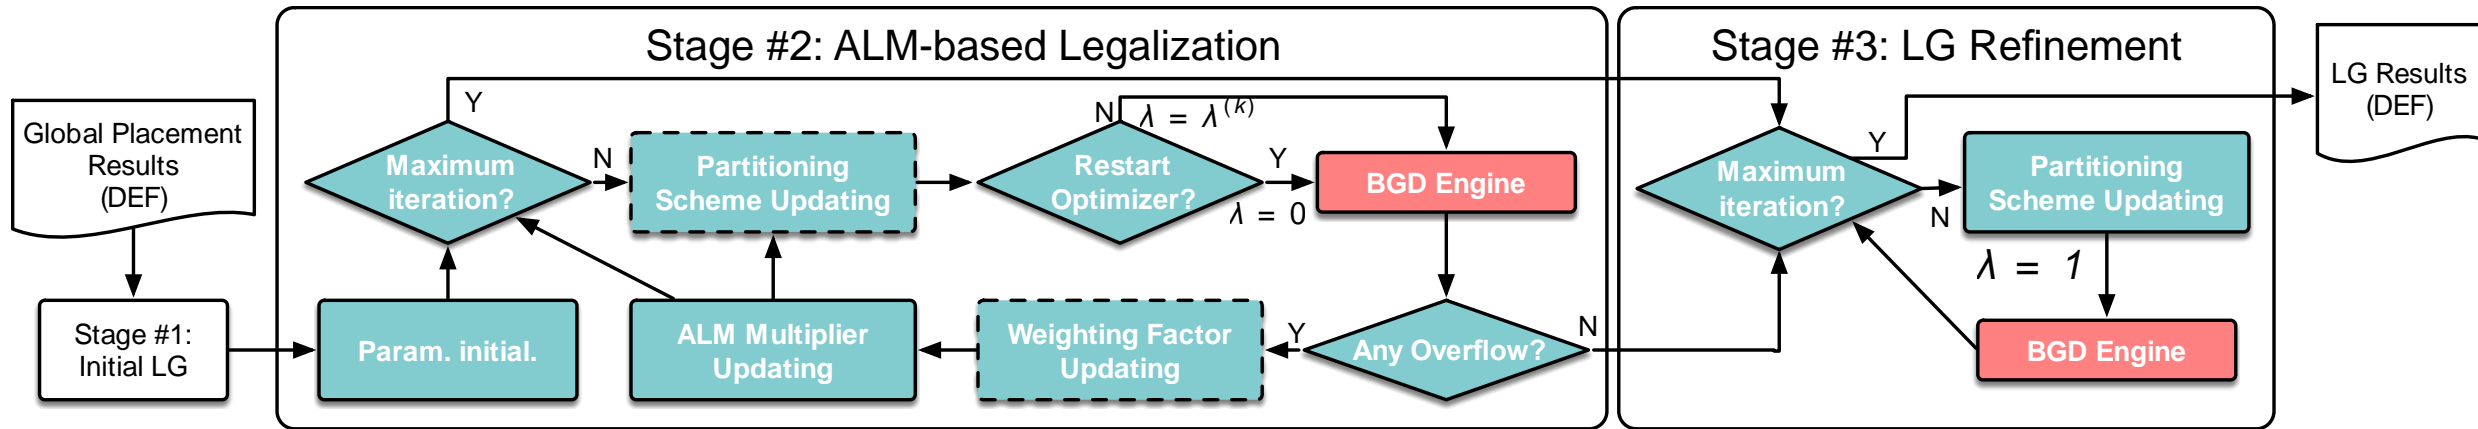 Global Placement
Results
(DEF)
Stage #1:
Initial LG
Stage #2: ALM-based Legalization
Y
Maximum
iteration?
N
Partitioning
Scheme Updating
N
λ = λ^(k)
Restart
Optimizer?
Y
λ = 0
BGD Engine
Param. initial.
ALM Multiplier
Updating
Weighting Factor
Updating
Y
Any Overflow?
N
Stage #3: LG Refinement
Maximum
iteration?
Y
N
Partitioning
Scheme Updating
λ = 1
BGD Engine
LG Results
(DEF)